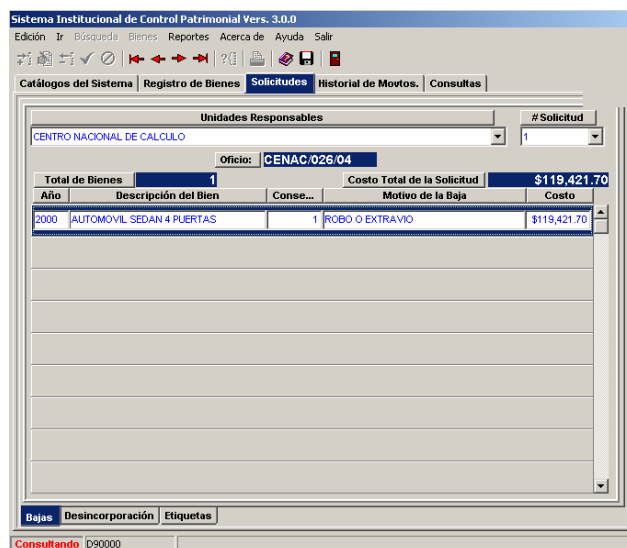 Sistema Institucional de Control Patrimonial Vers. 3.0.0
Edición Ir Búsqueda Bienes Reportes Acerca de Ayuda Salir
Catálogos del Sistema Registro de Bienes Solicitudes Historial de Movtos. Consultas
Unidades Responsables # Solicitud
CENTRO NACIONAL DE CALCULO 1
Oficio: CENAC/026/04
Total de Bienes 1 Costo Total de la Solicitud $119,421.70
Año Descripción del Bien Conse... Motivo de la Baja Costo
2000 AUTOMOVIL SEDAN 4 PUERTAS 1 ROBO O EXTRAVIO $119,421.70
Bajas Desincorporación Etiquetas
Consultando D90000